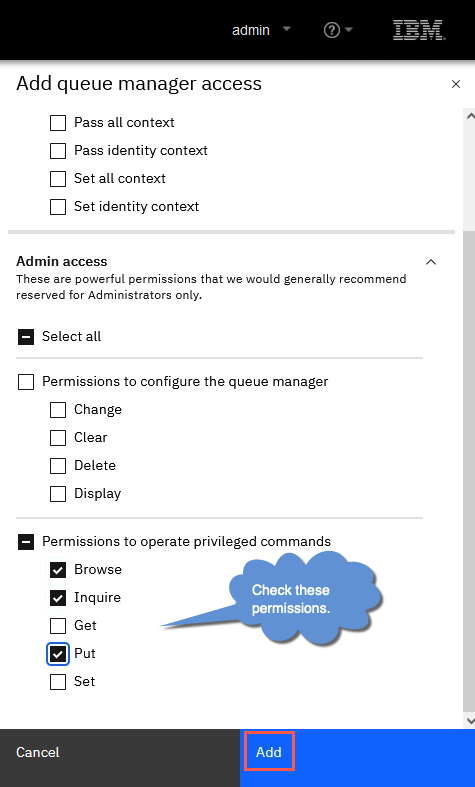 admin
?
IBM.
Add queue manager access
×
Pass all context
Pass identity context
Set all context
Set identity context
Admin access
These are powerful permissions that we would generally recommend
reserved for Administrators only.
Select all
Permissions to configure the queue manager
Change
Clear
Delete
Display
Permissions to operate privileged commands
Browse
Inquire
Get
Put
Set
Check these
permissions.
Cancel
Add